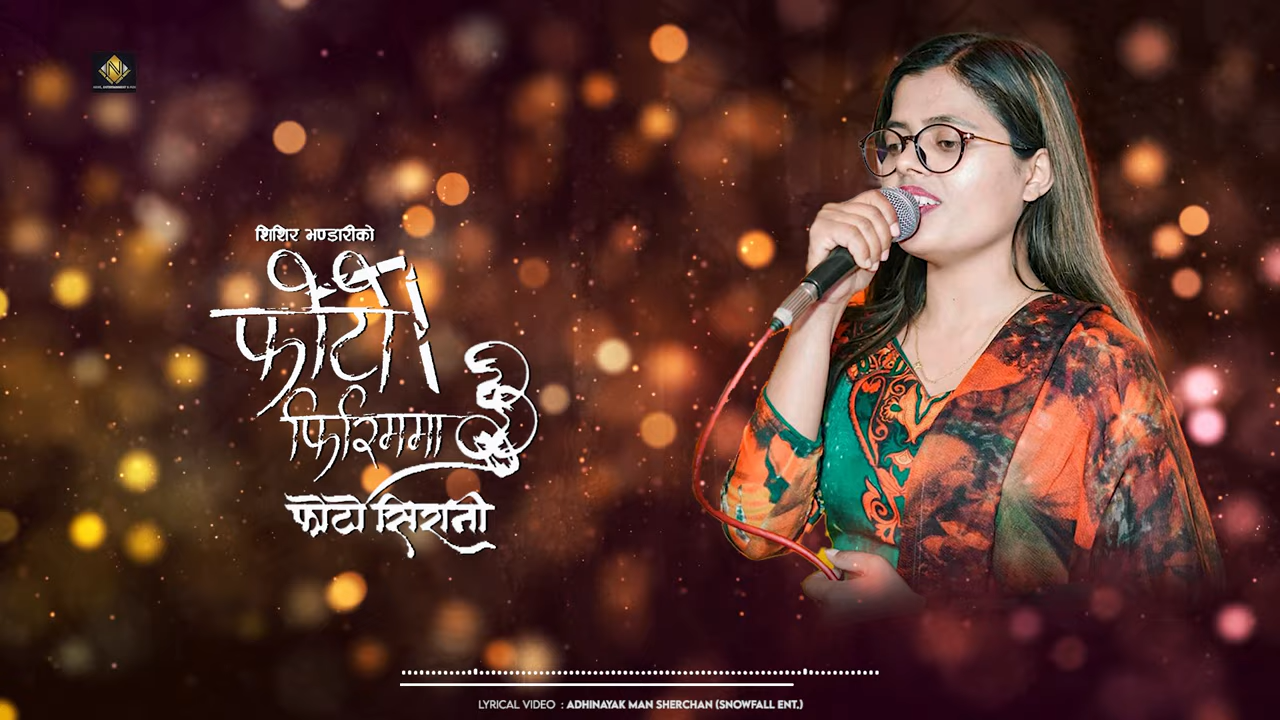 शिशिर भण्डारीको
फोटो
फ्रिममा
फोटो सिरानी
LYRICAL VIDEO : ADHINAYAK MAN SHERCHAN (SNOWFALL ENT.)